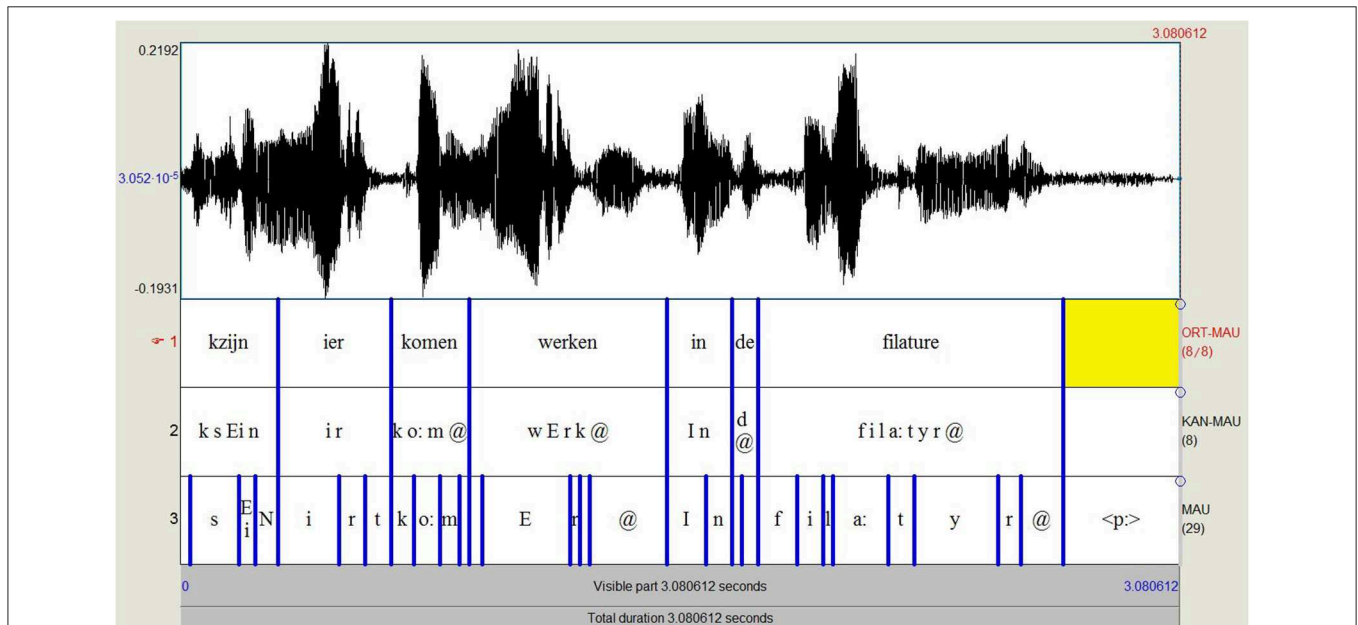 3.080612
0.2192
3.052·10-5
-0.1931
☞ 1 kzijn ier komen werken in de filature ORT-MAU (8/8)
2 k s Ei n i r k o: m @ w E r k @ I n d @ f i l a: t y r @ KAN-MAU (8)
3 s Ei N i r t k o: m E r @ I n f i l a: t y r @ <p:> MAU (29)
0 Visible part 3.080612 seconds 3.080612
Total duration 3.080612 seconds